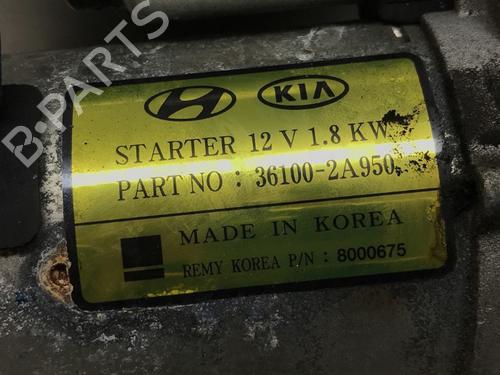 B-PARTS
KIA
STARTER 12 V 1.8 KW
PART NO : 36100-2A950
MADE IN KOREA
REMY KOREA P/N : 8000675